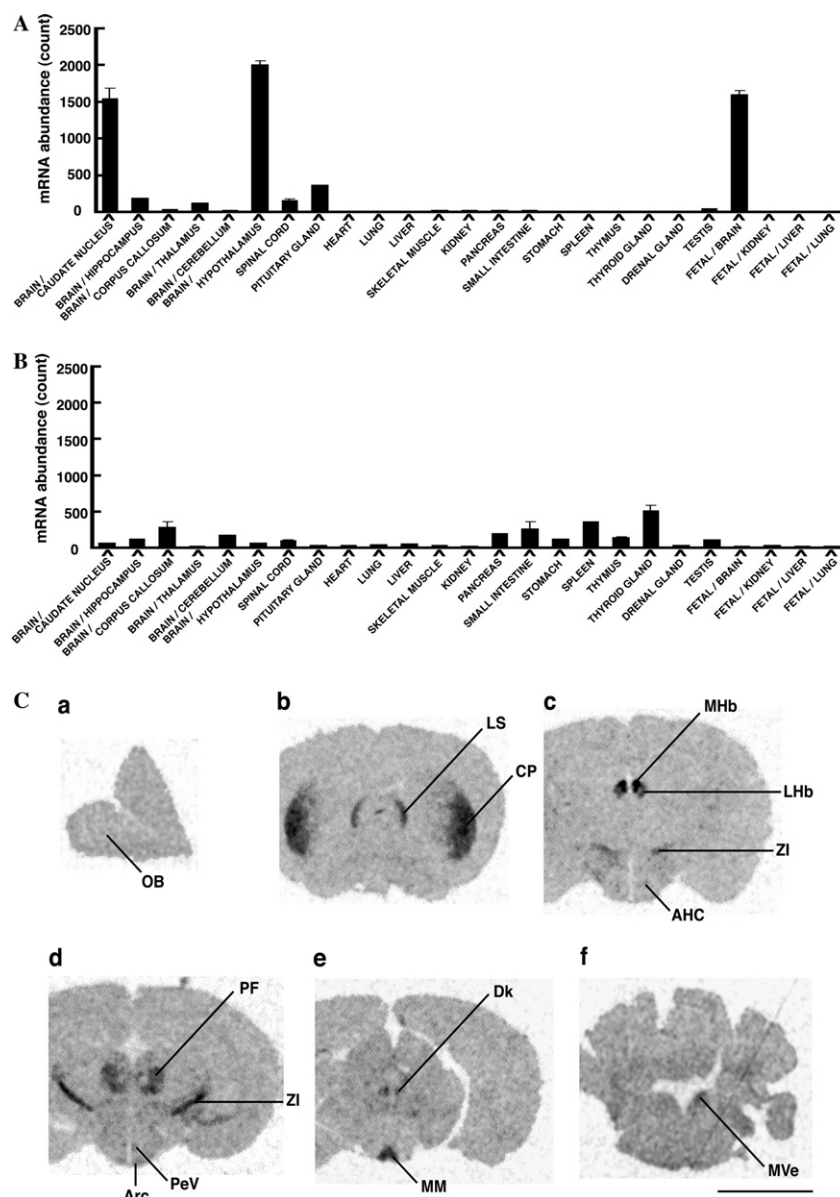 A
mRNA abundance (count)
2500
2000
1500
1000
500
0
BRAIN /
CAUDATE NUCLEUS
BRAIN / HIPPOCAMPUS
BRAIN /
CORPUS CALLOSUM
BRAIN / THALAMUS
BRAIN / CEREBELLUM
BRAIN /
HYPOTHALAMUS
SPINAL CORD
PITUITARY GLAND
HEART
LUNG
LIVER
SKELETAL MUSCLE
KIDNEY
PANCREAS
SMALL INTESTINE
STOMACH
SPLEEN
THYMUS
THYROID GLAND
DRENAL GLAND
TESTIS
FETAL / BRAIN
FETAL / KIDNEY
FETAL / LIVER
FETAL / LUNG
B
mRNA abundance (count)
2500
2000
1500
1000
500
0
BRAIN /
CAUDATE NUCLEUS
BRAIN / HIPPOCAMPUS
BRAIN /
CORPUS CALLOSUM
BRAIN / THALAMUS
BRAIN / CEREBELLUM
BRAIN /
HYPOTHALAMUS
SPINAL CORD
PITUITARY GLAND
HEART
LUNG
LIVER
SKELETAL MUSCLE
KIDNEY
PANCREAS
SMALL INTESTINE
STOMACH
SPLEEN
THYMUS
THYROID GLAND
DRENAL GLAND
TESTIS
FETAL / BRAIN
FETAL / KIDNEY
FETAL / LIVER
FETAL / LUNG
C
a
OB
b
LS
CP
c
MHb
LHb
ZI
AHC
d
PF
ZI
PeV
Arc
e
Dk
MM
f
MVe